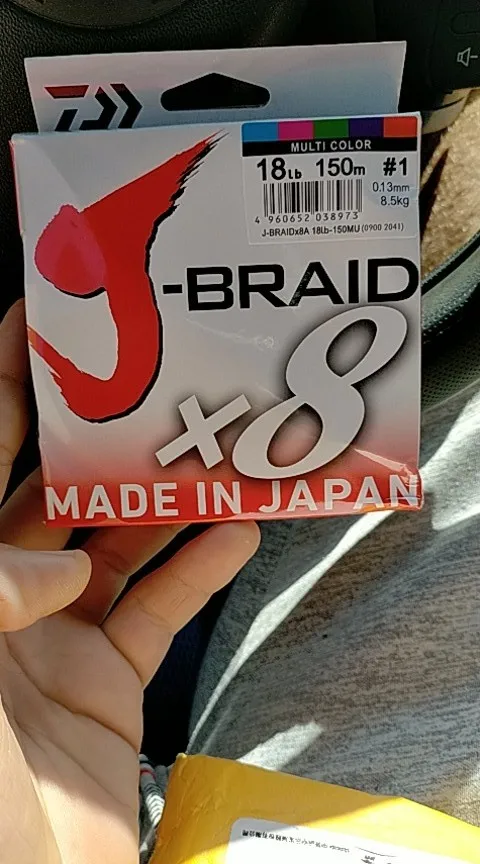 MULTI COLOR
18Lb 150m #1
0.13mm
8.5kg
4 960652 038973
J-BRAIDx8A 18Lb-150MU (0900 2041)
J-BRAID
x8
MADE IN JAPAN